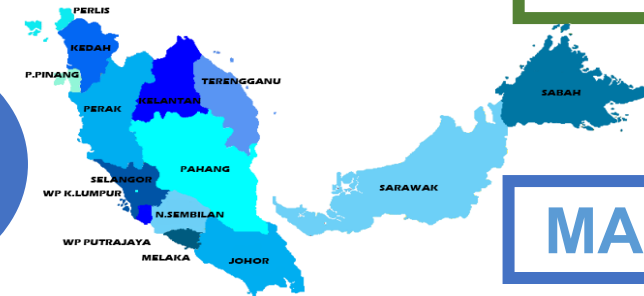 PERLIS
KEDAH
P.PINANG
TERENGGANU
KELANTAN
PERAK
SABAH
PAHANG
SELANGOR
SARAWAK
WP K.LUMPUR
N.SEMBILAN
WP PUTRAJAYA
MELAKA
JOHOR
MA